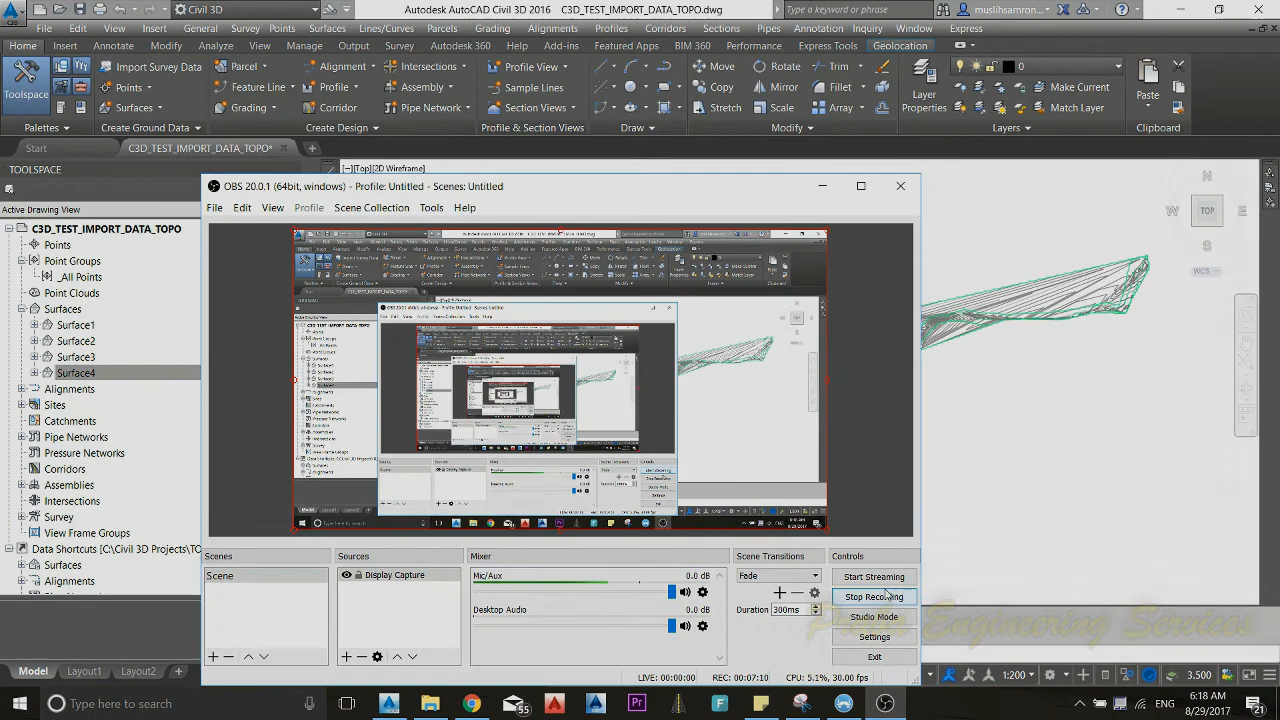 Civil 3D
Autodesk AutoCAD Civil 3D 2016 C3D_TEST_IMPORT_DATA_TOPO.dwg
Type a keyword or phrase
muslihsamron...
File Edit View Insert General Survey Points Surfaces Lines/Curves Parcels Grading Alignments Profiles Corridors Sections Pipes Annotation Inquiry Window
Home Insert Annotate Modify Analyze View Manage Output Survey Autodesk 360 Help Add-ins Featured Apps BIM 360 Performance Express Tools Geolocation
Toolspace
Import Survey Data
Points
Surfaces
Parcel
Feature Line
Grading
Alignment
Profile
Corridor
Intersections
Assembly
Pipe Network
Profile View
Sample Lines
Section Views
Move Rotate Trim
Copy Mirror Fillet
Stretch Scale Array
Layer Properties
0
Make Current
Match Layer
Paste
Palettes Create Ground Data Create Design Profile & Section Views Draw Modify Layers Clipboard
Start C3D_TEST_IMPORT_DATA_TOPO*
TOOLSPACE
[-][Top][2D Wireframe]
Active Drawing View
C3D_TEST_IMPORT_DATA_TOPO
Points
Point Groups
_All Points
Point Clouds
Surfaces
Surface1
Surface2
Surface3
Surface4
Alignments
Sites
Catchments
Pipe Networks
Pressure Networks
Corridors
Assemblies
Intersections
Survey
View Frame Groups
Data Shortcuts [C:\Civil 3D Projects\TO
Surfaces
Alignments
N
W TOP E
S
WCS
OBS 20.0.1 (64bit, windows) - Profile: Untitled - Scenes: Untitled
File Edit View Profile Scene Collection Tools Help
Scenes Sources Mixer Scene Transitions Controls
Scene
Display Capture
Mic/Aux 0.0 dB
Desktop Audio 0.0 dB
Fade
Duration 300ms
Start Streaming
Stop Recording
Studio Mode
Settings
Exit
LIVE: 00:00:00 REC: 00:07:10 CPU: 5.1%, 30.00 fps
Engineering Services
Model Layout1 Layout2
1:200 3.500
Type here to search
55
Pr
F
6:18 AM
8/29/2017